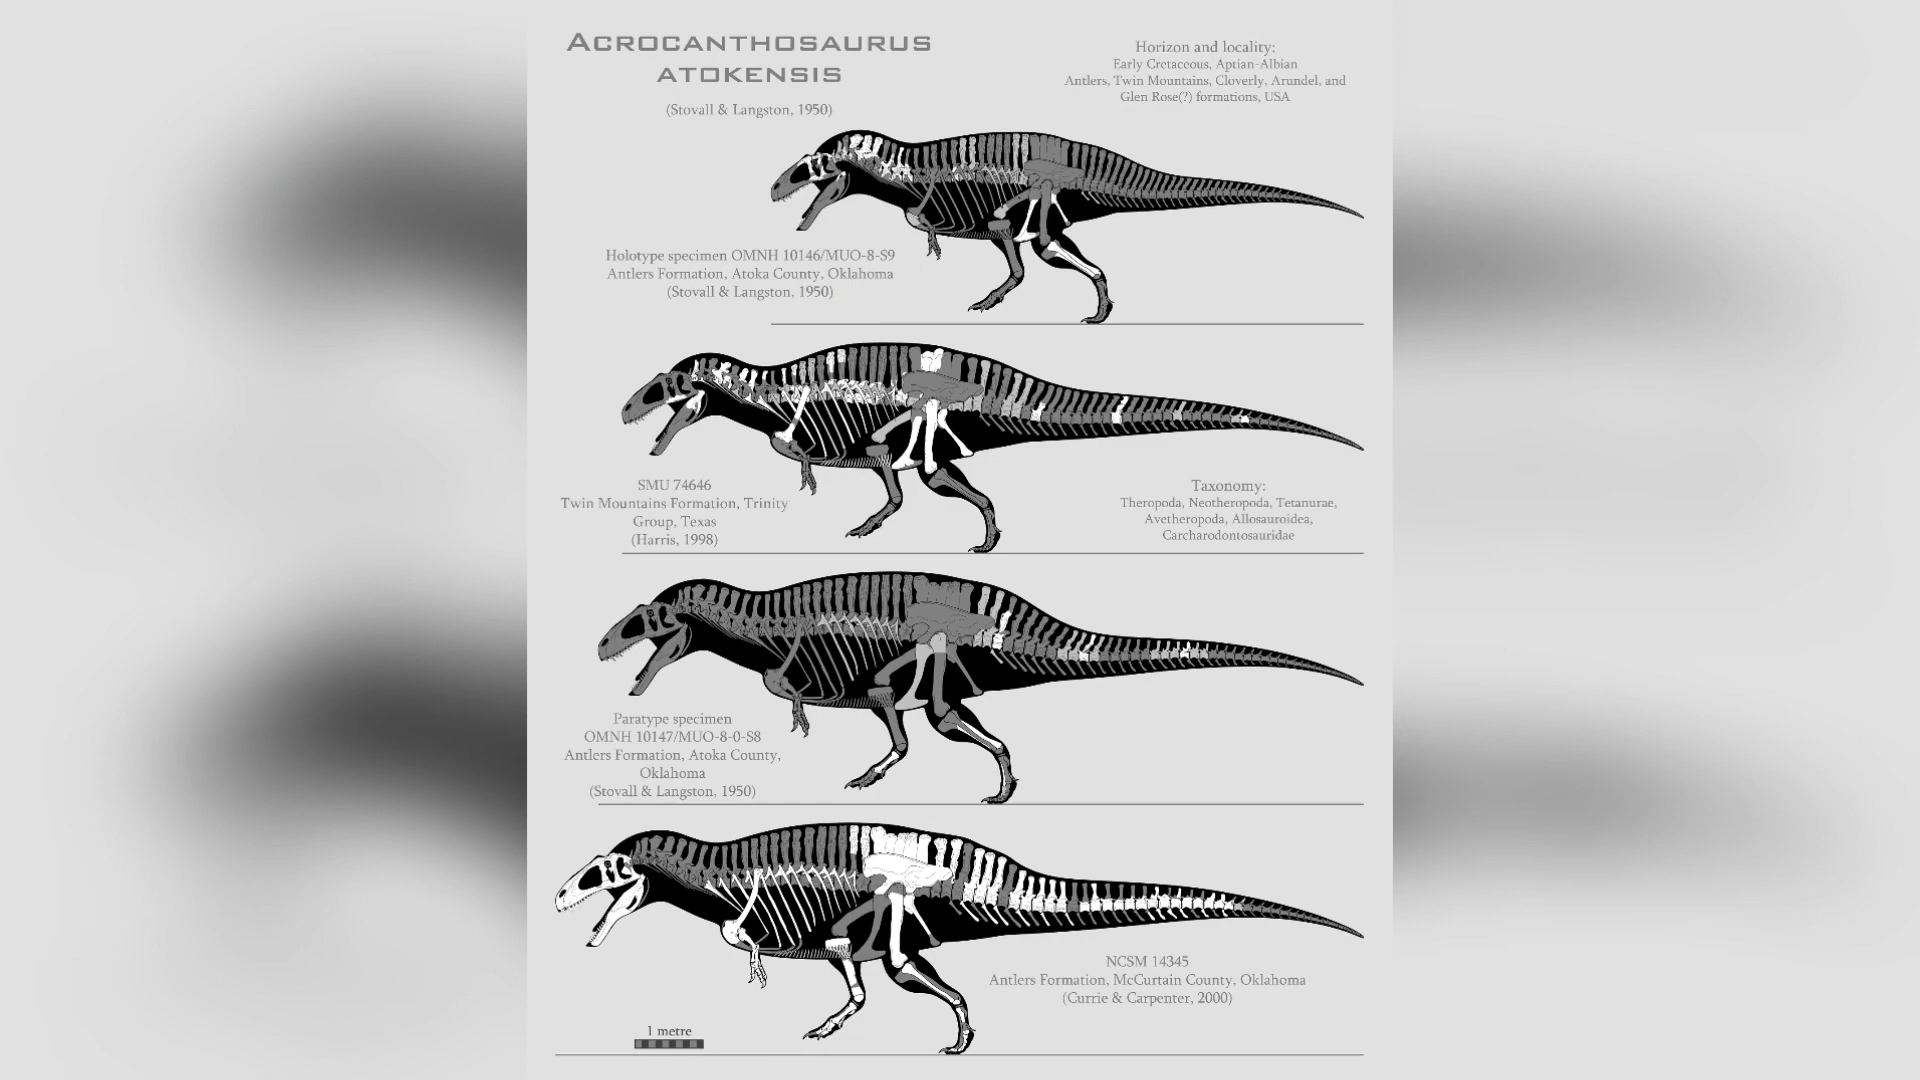 ACROCANTHOSAURUS
ATOKENSIS
(Stovall & Langston, 1950)
Horizon and locality:
Early Cretaceous, Aptian-Albian
Antlers, Twin Mountains, Cloverly, Arundel, and
Glen Rose(?) formations, USA
Holotype specimen OMNH 10146/MUO-8-S9
Antlers Formation, Atoka County, Oklahoma
(Stovall & Langston, 1950)
SMU 74646
Twin Mountains Formation, Trinity
Group, Texas
(Harris, 1998)
Taxonomy:
Theropoda, Neotheropoda, Tetanurae,
Avetheropoda, Allosauroidea,
Carcharodontosauridae
Paratype specimen
OMNH 10147/MUO-8-0-S8
Antlers Formation, Atoka County,
Oklahoma
(Stovall & Langston, 1950)
NCSM 14345
Antlers Formation, McCurtain County, Oklahoma
(Currie & Carpenter, 2000)
1 metre